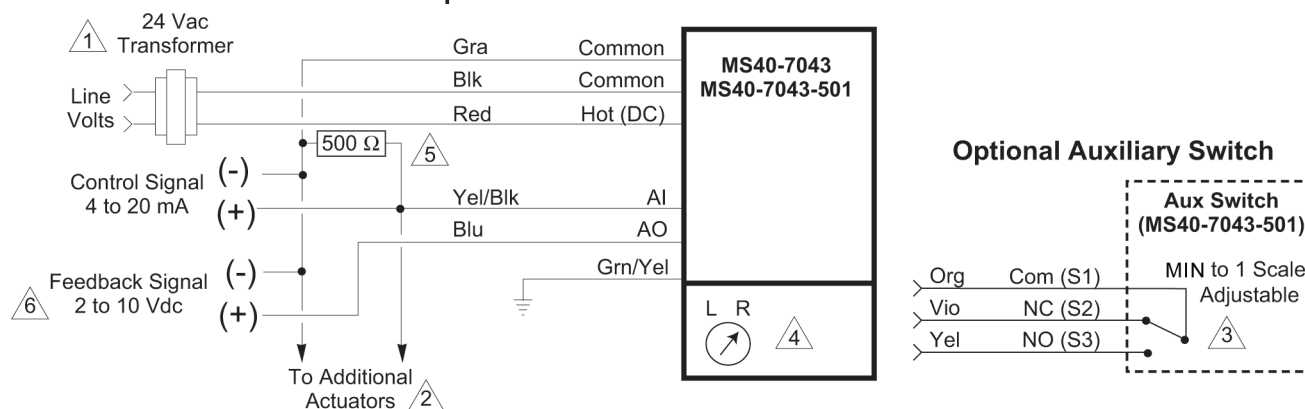 24 Vac
1 Transformer
Gra Common
Blk Common
Line
Volts
Red Hot (DC)
MS40-7043
MS40-7043-501
500 Ω
5
Control Signal (-)
4 to 20 mA (+)
Yel/Blk AI
Blu AO
Grn/Yel
Feedback Signal (-)
6 2 to 10 Vdc (+)
L R
4
To Additional
Actuators 2
Optional Auxiliary Switch
Aux Switch
(MS40-7043-501)
Org Com (S1)
Vio NC (S2)
Yel NO (S3)
MIN to 1 Scale
Adjustable
3